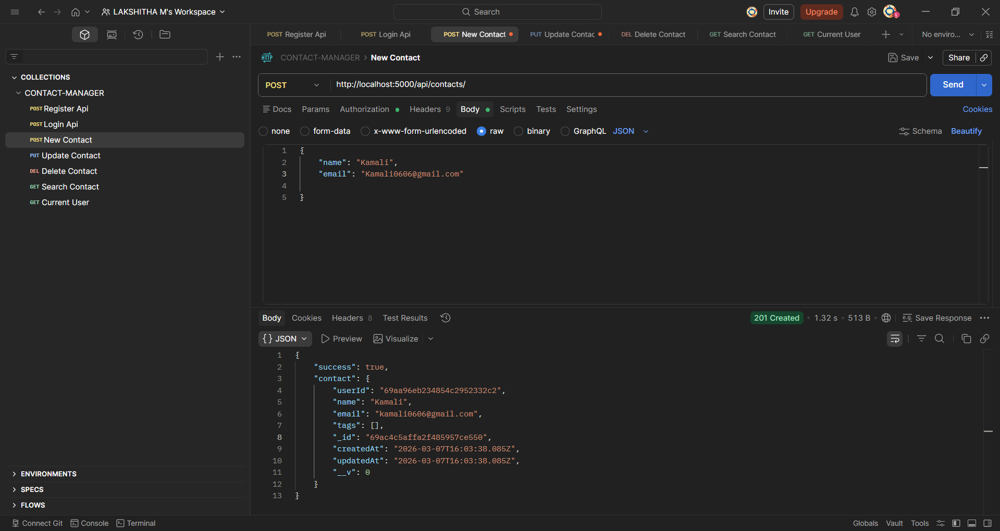 LAKSHITHA M's Workspace
Search
Invite
Upgrade
L
POST Register Api
POST Login Api
POST New Contact
PUT Update Contac
DEL Delete Contact
GET Search Contact
GET Current User
No enviro...
HTTP CONTACT-MANAGER > New Contact
Save
Share
COLLECTIONS
CONTACT-MANAGER
POST Register Api
POST Login Api
POST New Contact
PUT Update Contact
DEL Delete Contact
GET Search Contact
GET Current User
ENVIRONMENTS
SPECS
FLOWS
POST
http://localhost:5000/api/contacts/
Send
Docs Params Authorization Headers 9 Body Scripts Tests Settings
Cookies
none form-data x-www-form-urlencoded raw binary GraphQL JSON
Schema Beautify
1 {
2 "name": "Kamali",
3 "email": "Kamali0606@gmail.com"
4
5 }
Body Cookies Headers 8 Test Results
201 Created • 1.32 s • 513 B • e.g. Save Response
{} JSON Preview Visualize
1 {
2 "success": true,
3 "contact": {
4 "userId": "69aa96eb234854c2952332c2",
5 "name": "Kamali",
6 "email": "kamali0606@gmail.com",
7 "tags": [],
8 "_id": "69ac4c5affa2f485957ce550",
9 "createdAt": "2026-03-07T16:03:38.085Z",
10 "updatedAt": "2026-03-07T16:03:38.085Z",
11 "__v": 0
12 }
13 }
Connect Git Console Terminal
Globals Vault Tools